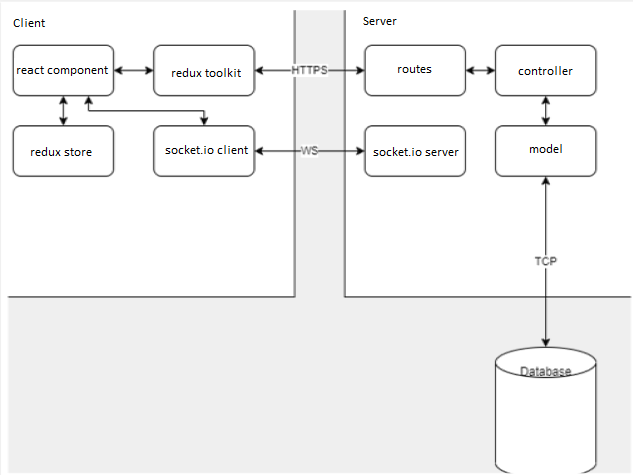 Client
Server
react component
redux toolkit
HTTPS
routes
controller
redux store
socket.io client
WS
socket.io server
model
TCP
Database